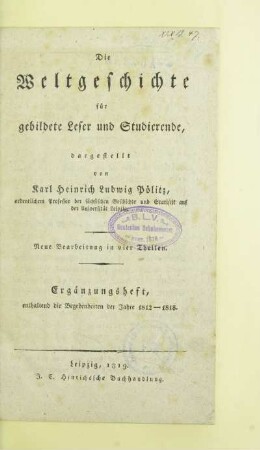 Die
Weltgeschichte
für
gebildete Leser und Studierende,
dargestellt
von
Karl Heinrich Ludwig Pölitz,
ordentlichem Professor der sächsischen Geschichte und Statistik auf
der Universität Leipzig.
B. L. V.
Neue Bearbeitung in vier Theilen.
Ergänzungsheft,
enthaltend die Begebenheiten der Jahre 1812—1818.
Leipzig, 1819.
J. C. Hinrichssche Buchhandlung.